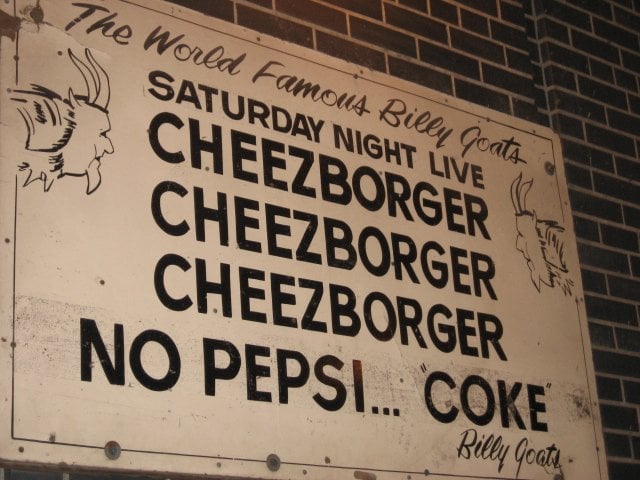 The World Famous Billy Goats
SATURDAY NIGHT LIVE
CHEEZBORGER
CHEEZBORGER
CHEEZBORGER
NO PEPSI... "COKE"
Billy Goats